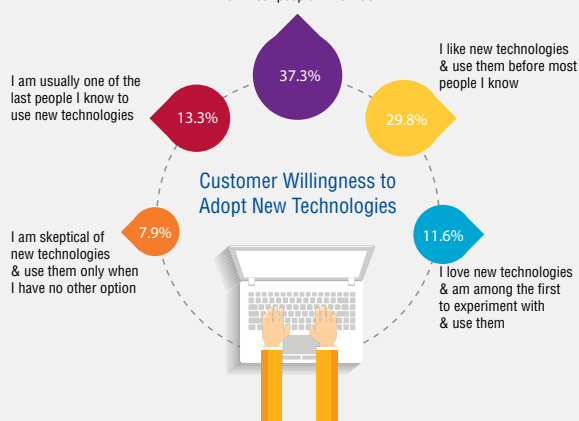 37.3%
I like new technologies
& use them before most
people I know
29.8%
I am usually one of the
last people I know to
use new technologies
13.3%
Customer Willingness to
Adopt New Technologies
I am skeptical of
new technologies
& use them only when
I have no other option
7.9%
11.6%
I love new technologies
& am among the first
to experiment with
& use them